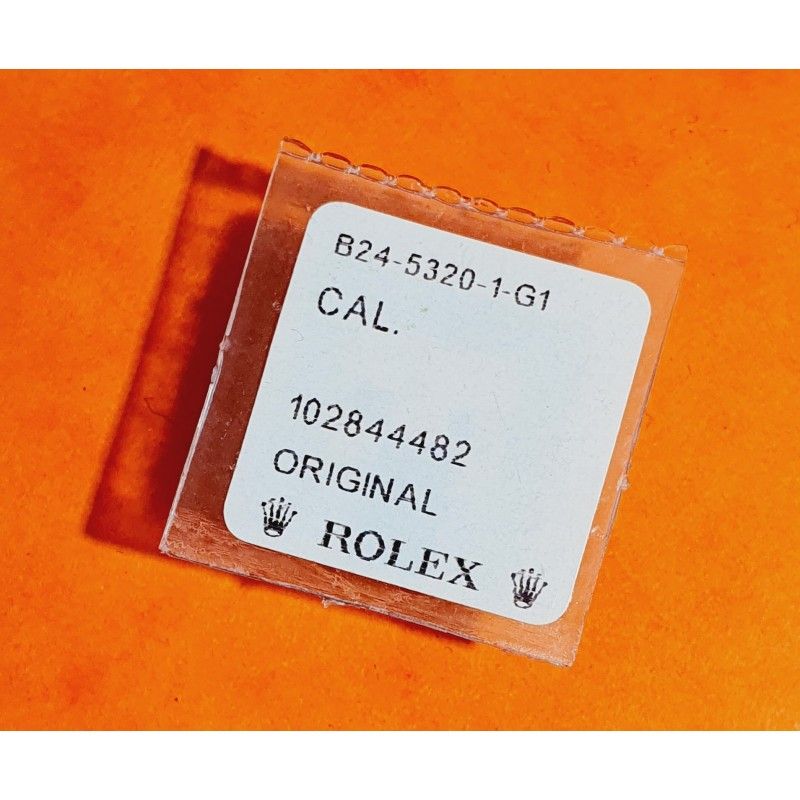 B24-5320-1-G1
CAL.
102844482
ORIGINAL
ROLEX